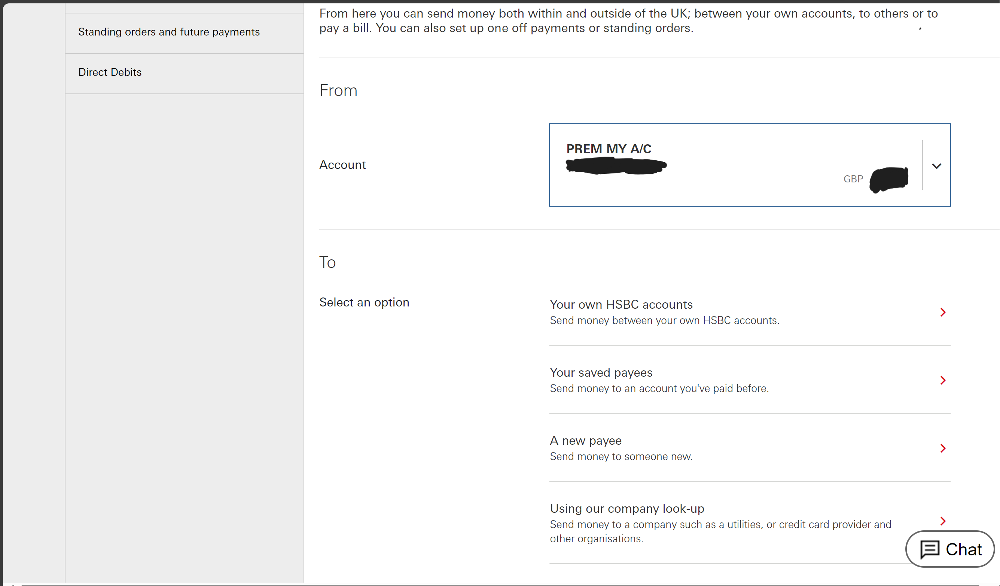 Standing orders and future payments
Direct Debits
From here you can send money both within and outside of the UK; between your own accounts, to others or to
pay a bill. You can also set up one off payments or standing orders.
From
Account
PREM MY A/C
GBP
To
Select an option
Your own HSBC accounts
Send money between your own HSBC accounts.
Your saved payees
Send money to an account you've paid before.
A new payee
Send money to someone new.
Using our company look-up
Send money to a company such as a utilities, or credit card provider and
other organisations.
Chat